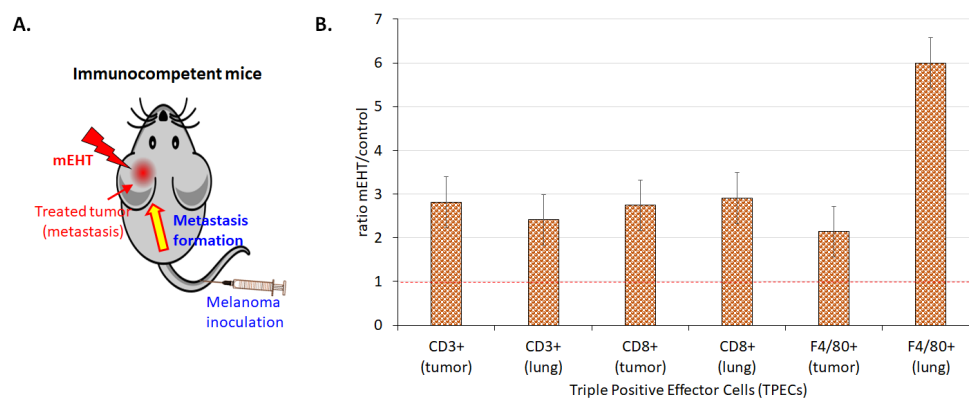 A.
Immunocompetent mice
mEHT
Treated tumor
(metastasis)
Metastasis
formation
Melanoma
inoculation
B.
ratio mEHT/control
7
6
5
4
3
2
1
0
CD3+
(tumor)
CD3+
(lung)
CD8+
(tumor)
CD8+
(lung)
F4/80+
(tumor)
F4/80+
(lung)
Triple Positive Effector Cells (TPECs)